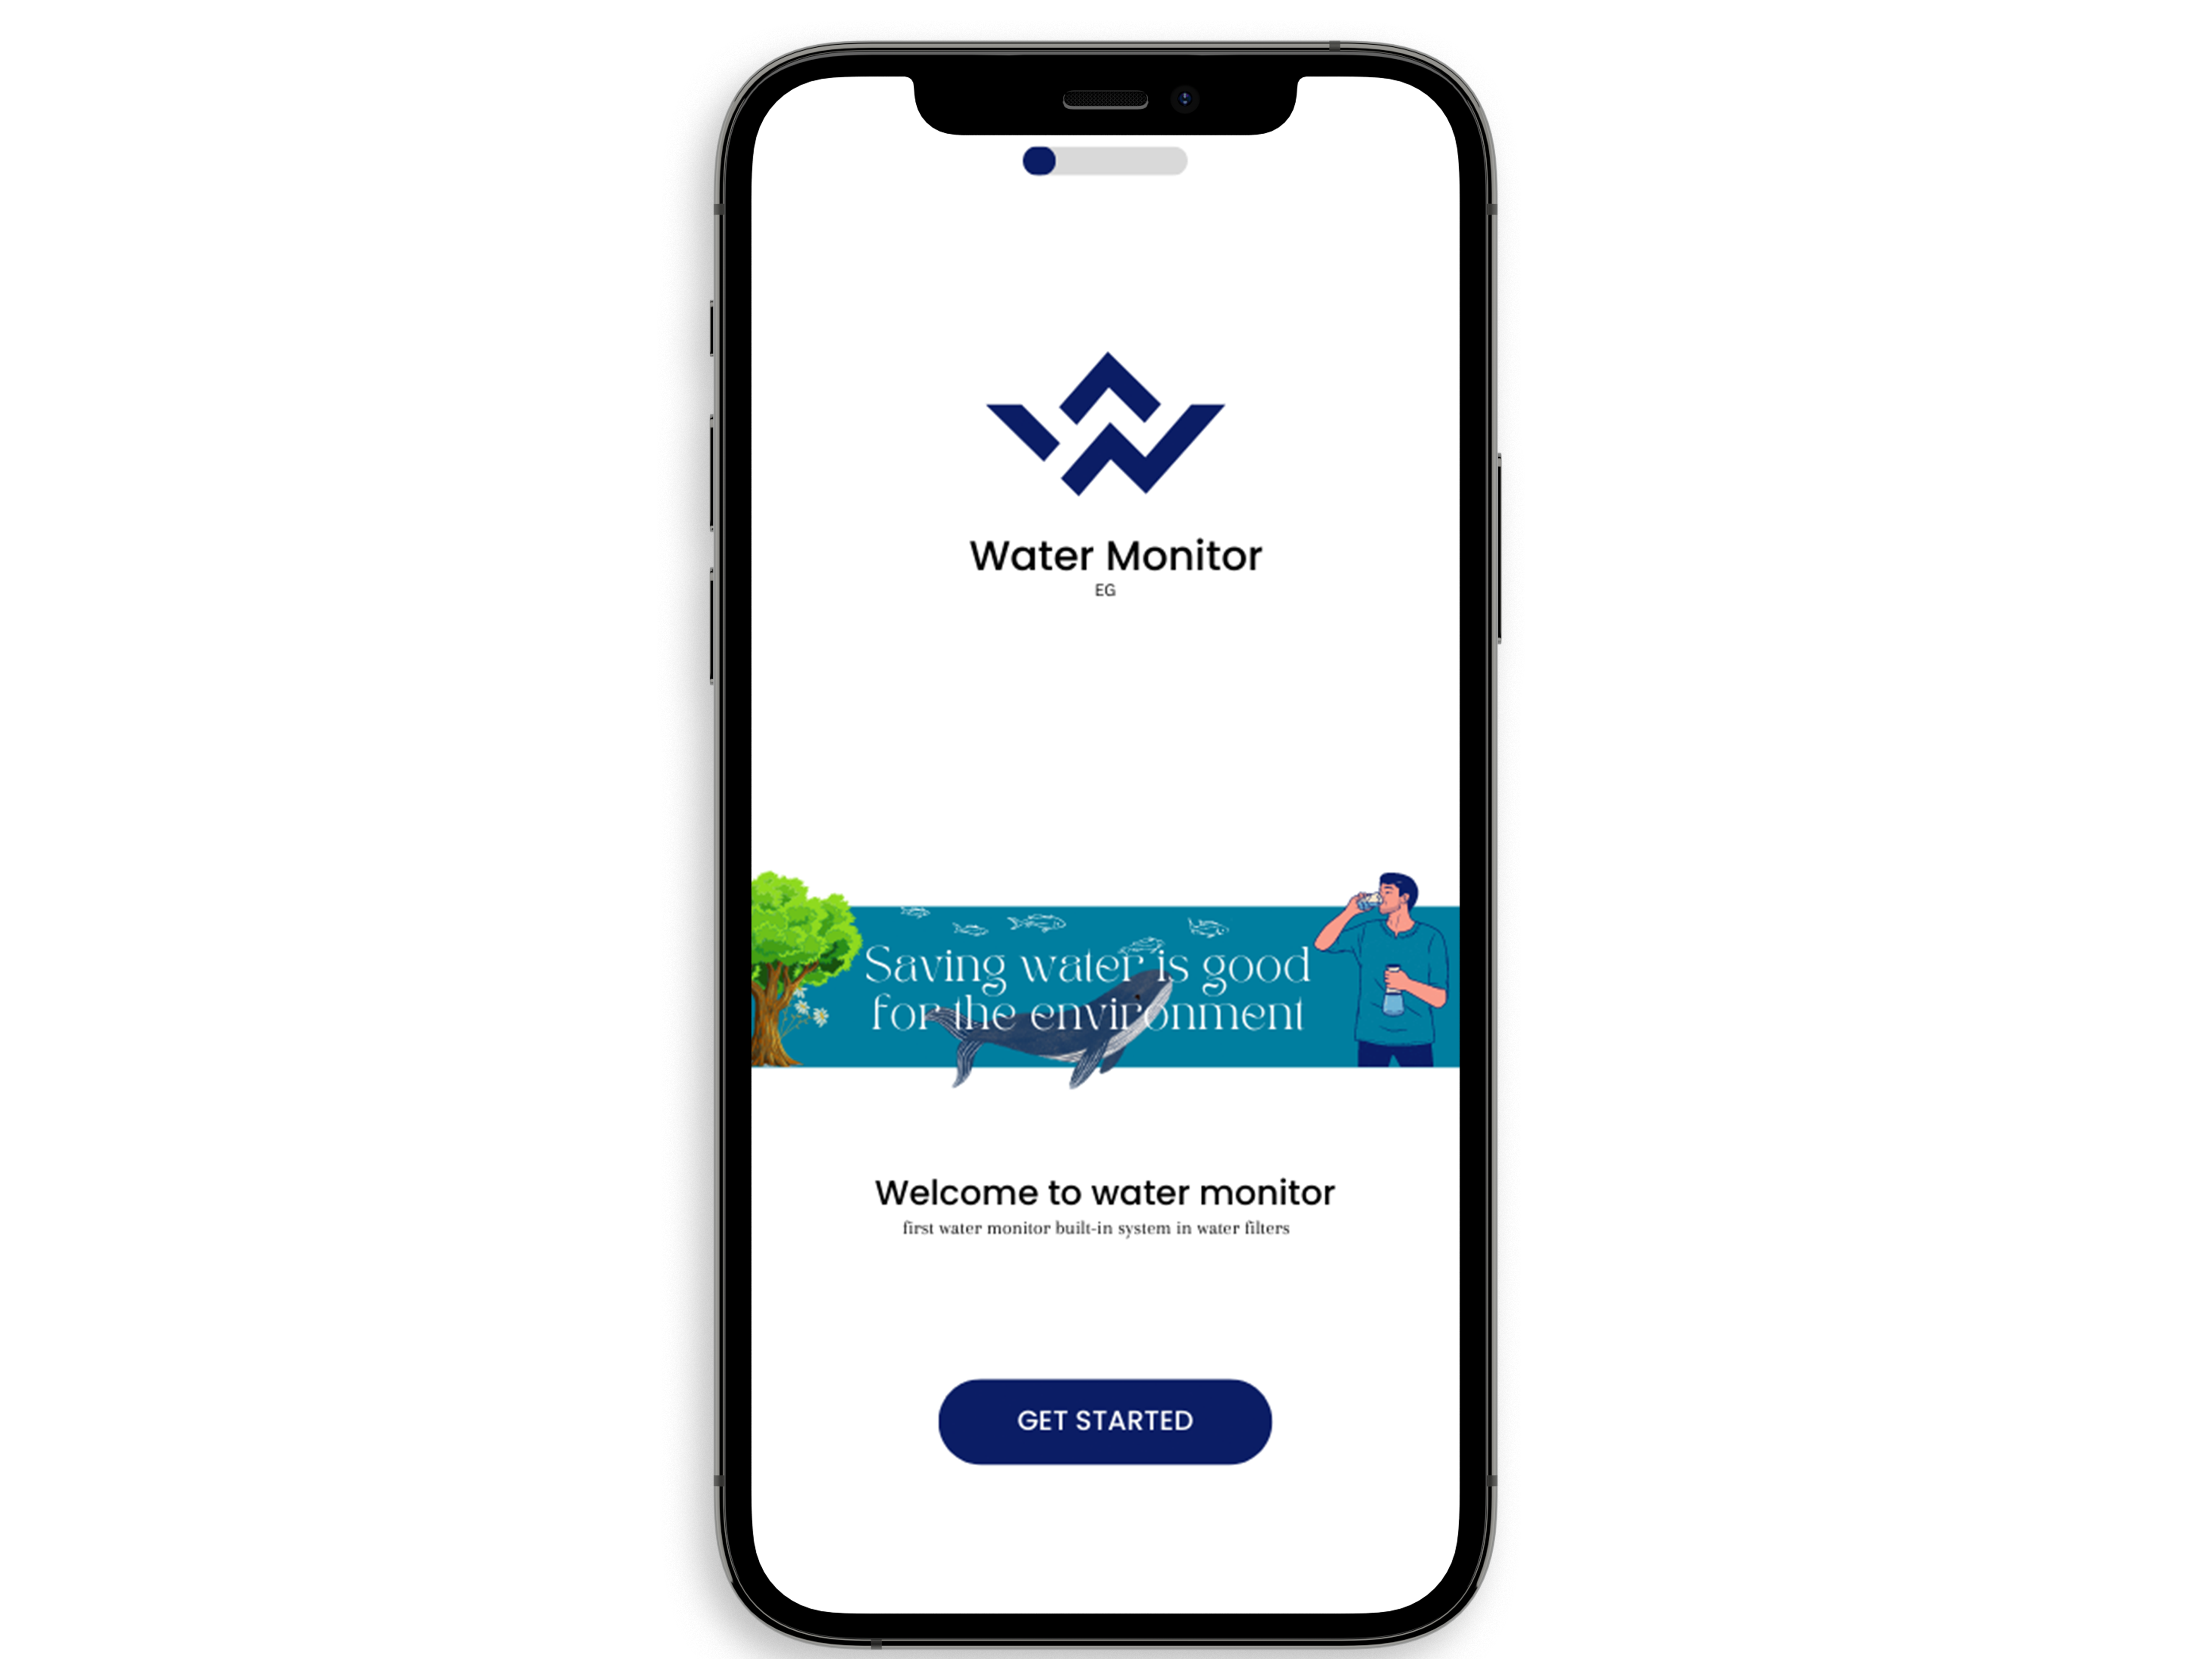 Water Monitor
EG
Saving water is good
for the environment
Welcome to water monitor
first water monitor built-in system in water filters
GET STARTED